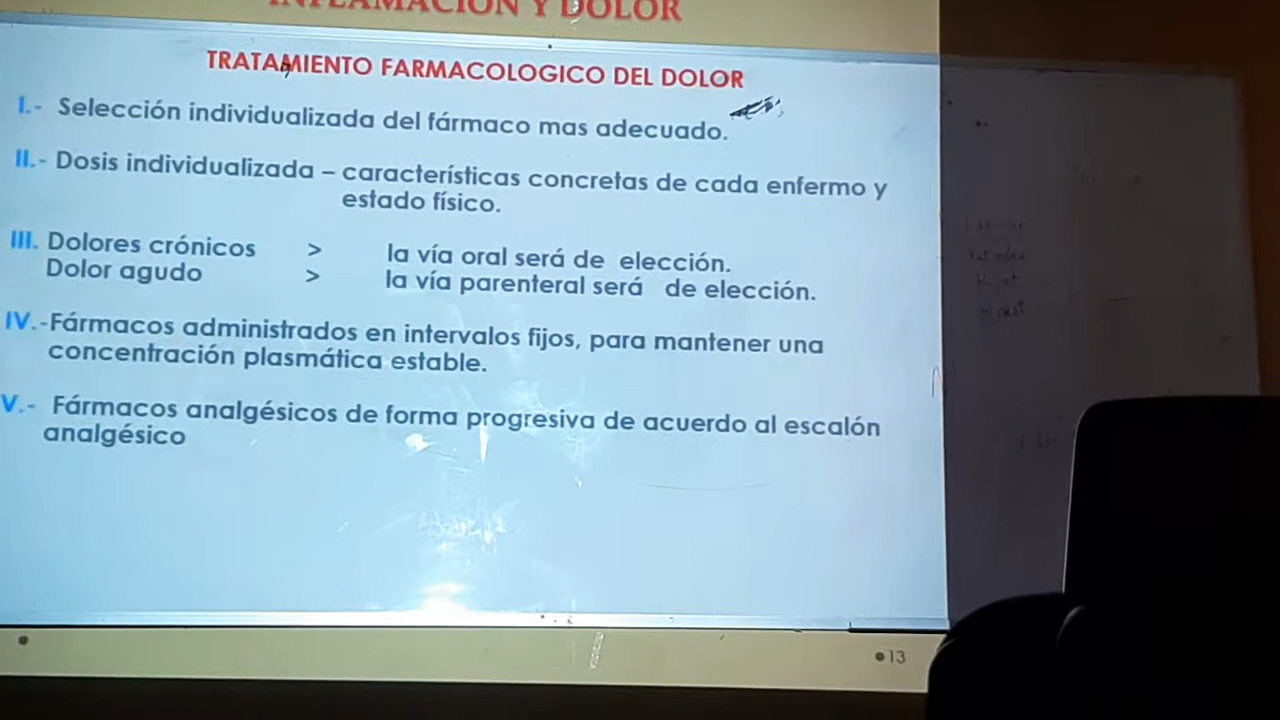 INFLAMACIÓN Y DOLOR
TRATAMIENTO FARMACOLOGICO DEL DOLOR
I.- Selección individualizada del fármaco mas adecuado.
II.- Dosis individualizada – características concretas de cada enfermo y
estado físico.
III. Dolores crónicos > la vía oral será de elección.
Dolor agudo > la vía parenteral será de elección.
IV.-Fármacos administrados en intervalos fijos, para mantener una
concentración plasmática estable.
V.- Fármacos analgésicos de forma progresiva de acuerdo al escalón
analgésico
●13